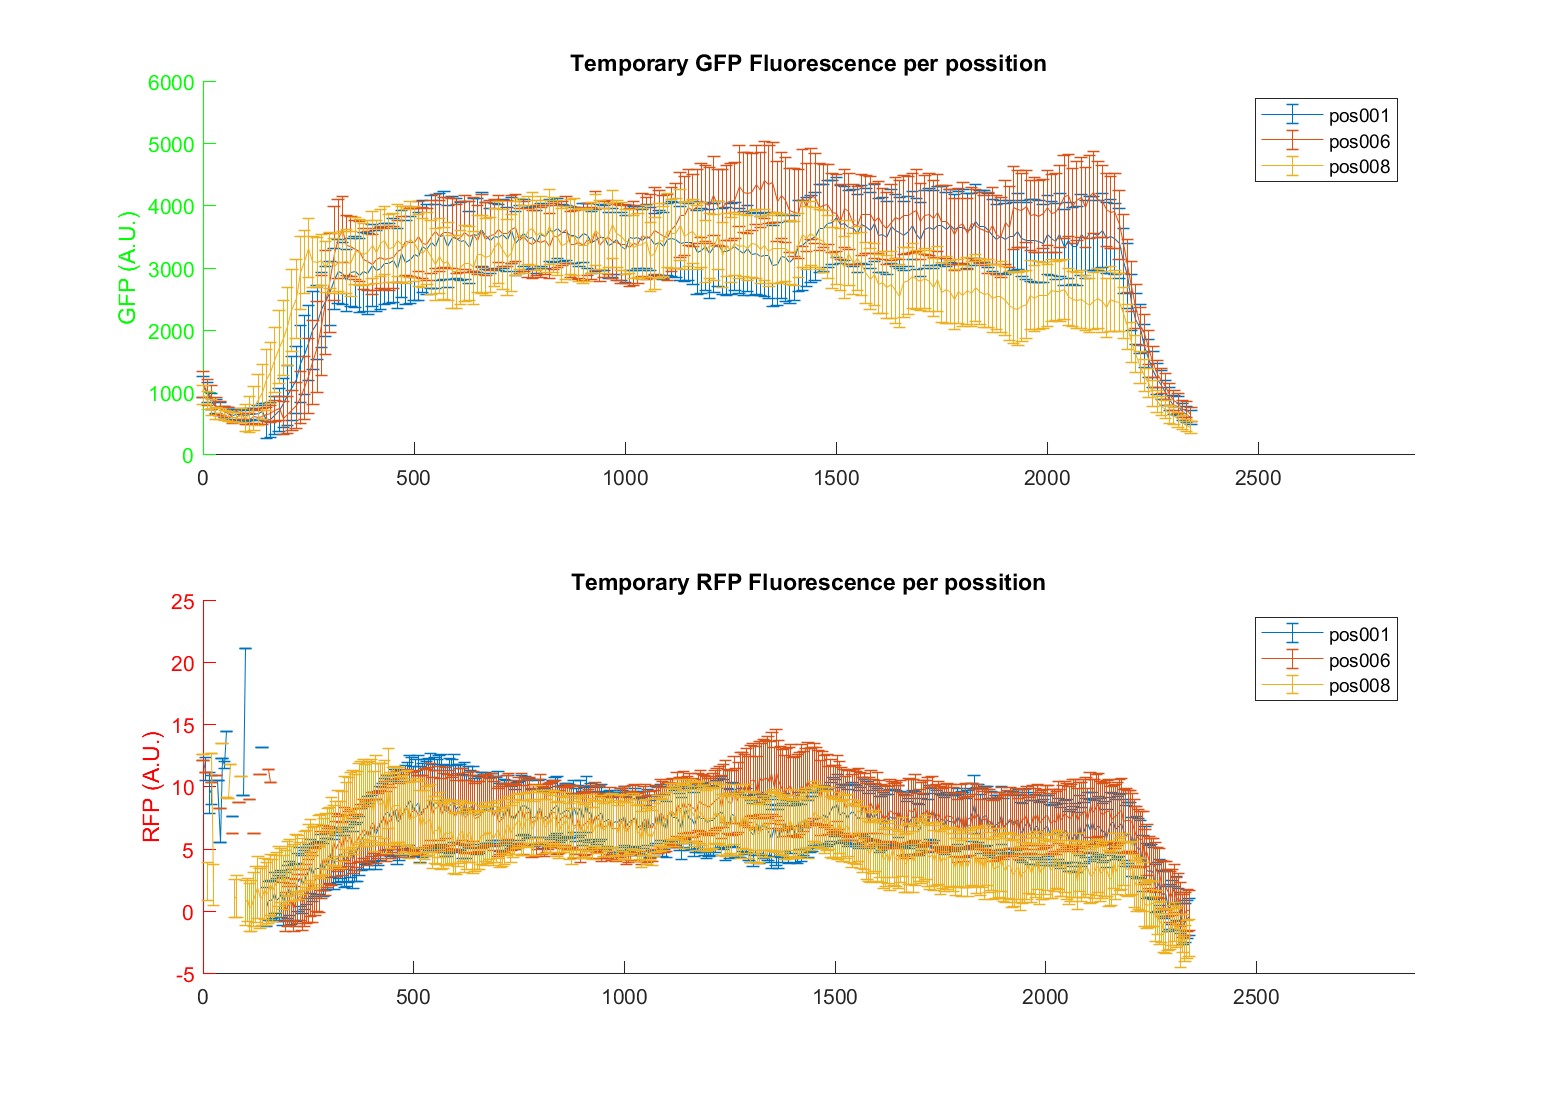 Temporary GFP Fluorescence per possition
GFP (A.U.)
6000
5000
4000
3000
2000
1000
0
0 500 1000 1500 2000 2500
pos001
pos006
pos008
Temporary RFP Fluorescence per possition
RFP (A.U.)
25
20
15
10
5
0
-5
0 500 1000 1500 2000 2500
pos001
pos006
pos008